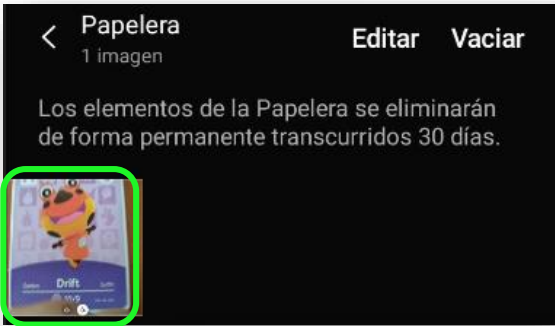 Papelera
Editar
Vaciar
1 imagen
Los elementos de la Papelera se eliminarán
de forma permanente transcurridos 30 días.
Drift